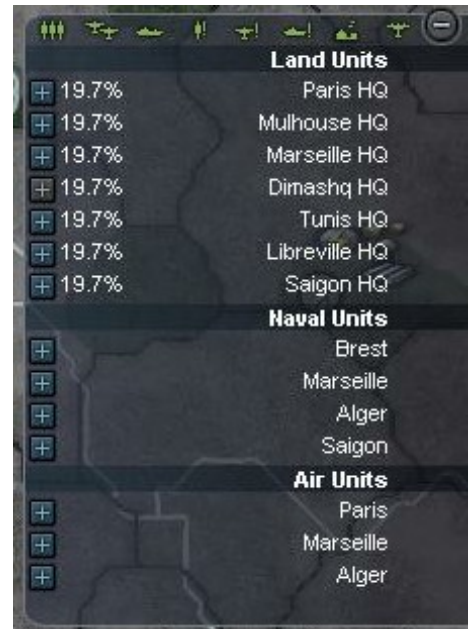 Land Units
19.7% Paris HQ
19.7% Mulhouse HQ
19.7% Marseille HQ
19.7% Dimashq HQ
19.7% Tunis HQ
19.7% Libreville HQ
19.7% Saigon HQ
Naval Units
Brest
Marseille
Alger
Saigon
Air Units
Paris
Marseille
Alger